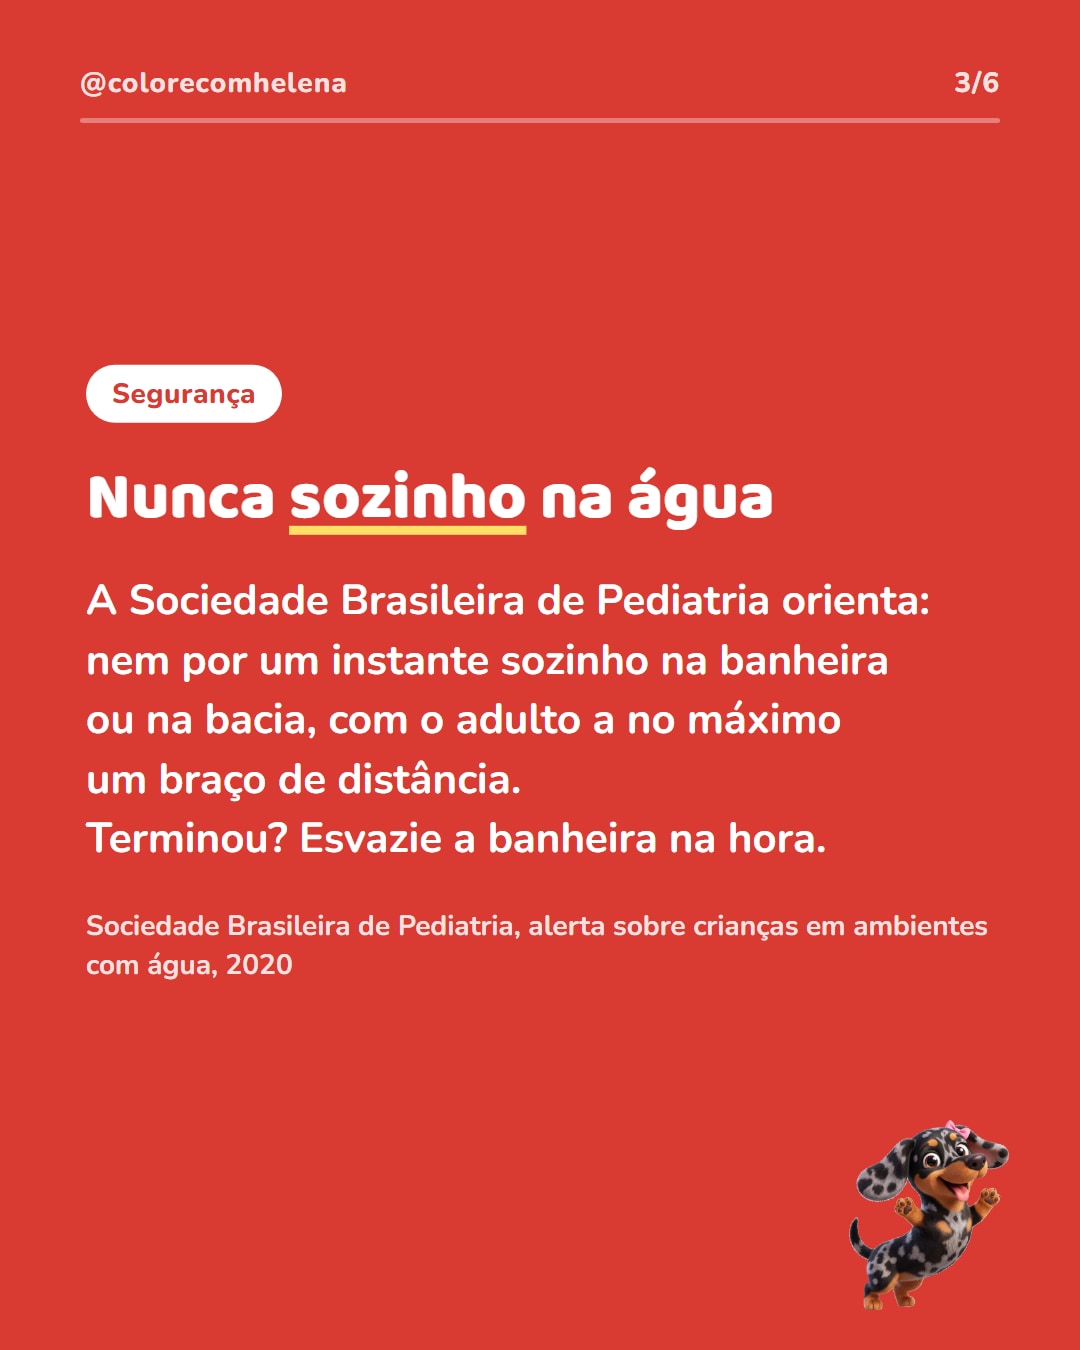 @colorecomhelena
3/6
Segurança
Nunca sozinho na água
A Sociedade Brasileira de Pediatria orienta:
nem por um instante sozinho na banheira
ou na bacia, com o adulto a no máximo
um braço de distância.
Terminou? Esvazie a banheira na hora.
Sociedade Brasileira de Pediatria, alerta sobre crianças em ambientes
com água, 2020